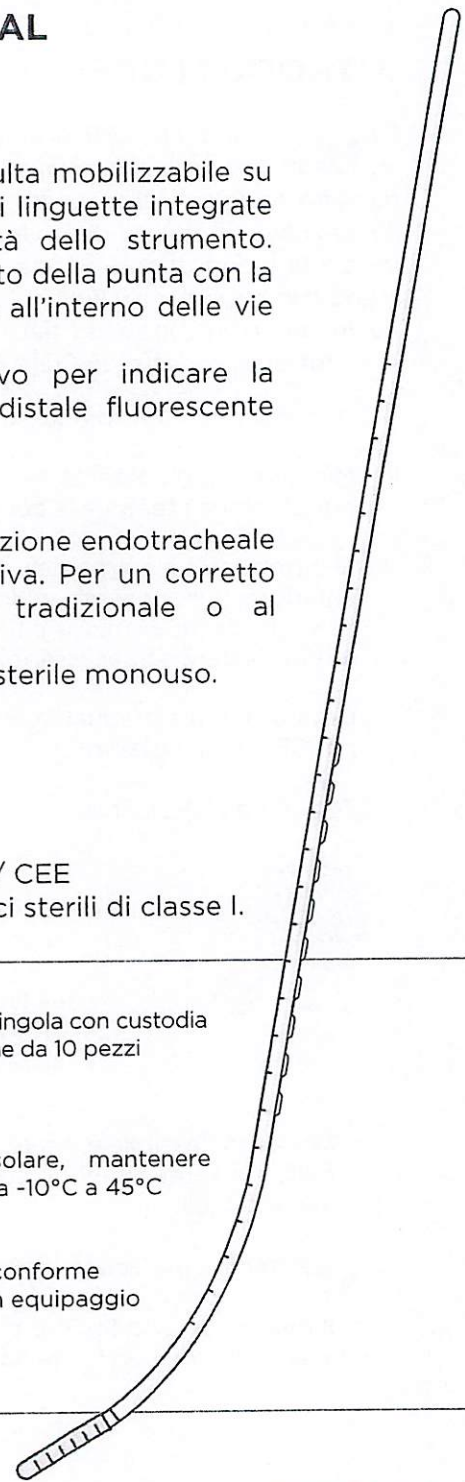 AL
ulta mobilizzabile su
i linguette integrate
tà dello strumento.
to della punta con la
all'interno delle vie
vo per indicare la
distale fluorescente
zione endotracheale
iva. Per un corretto
tradizionale o al
sterile monouso.
/ CEE
ci sterili di classe I.
ingola con custodia
ne da 10 pezzi
solare, mantenere
a -10°C a 45°C
conforme
n equipaggio